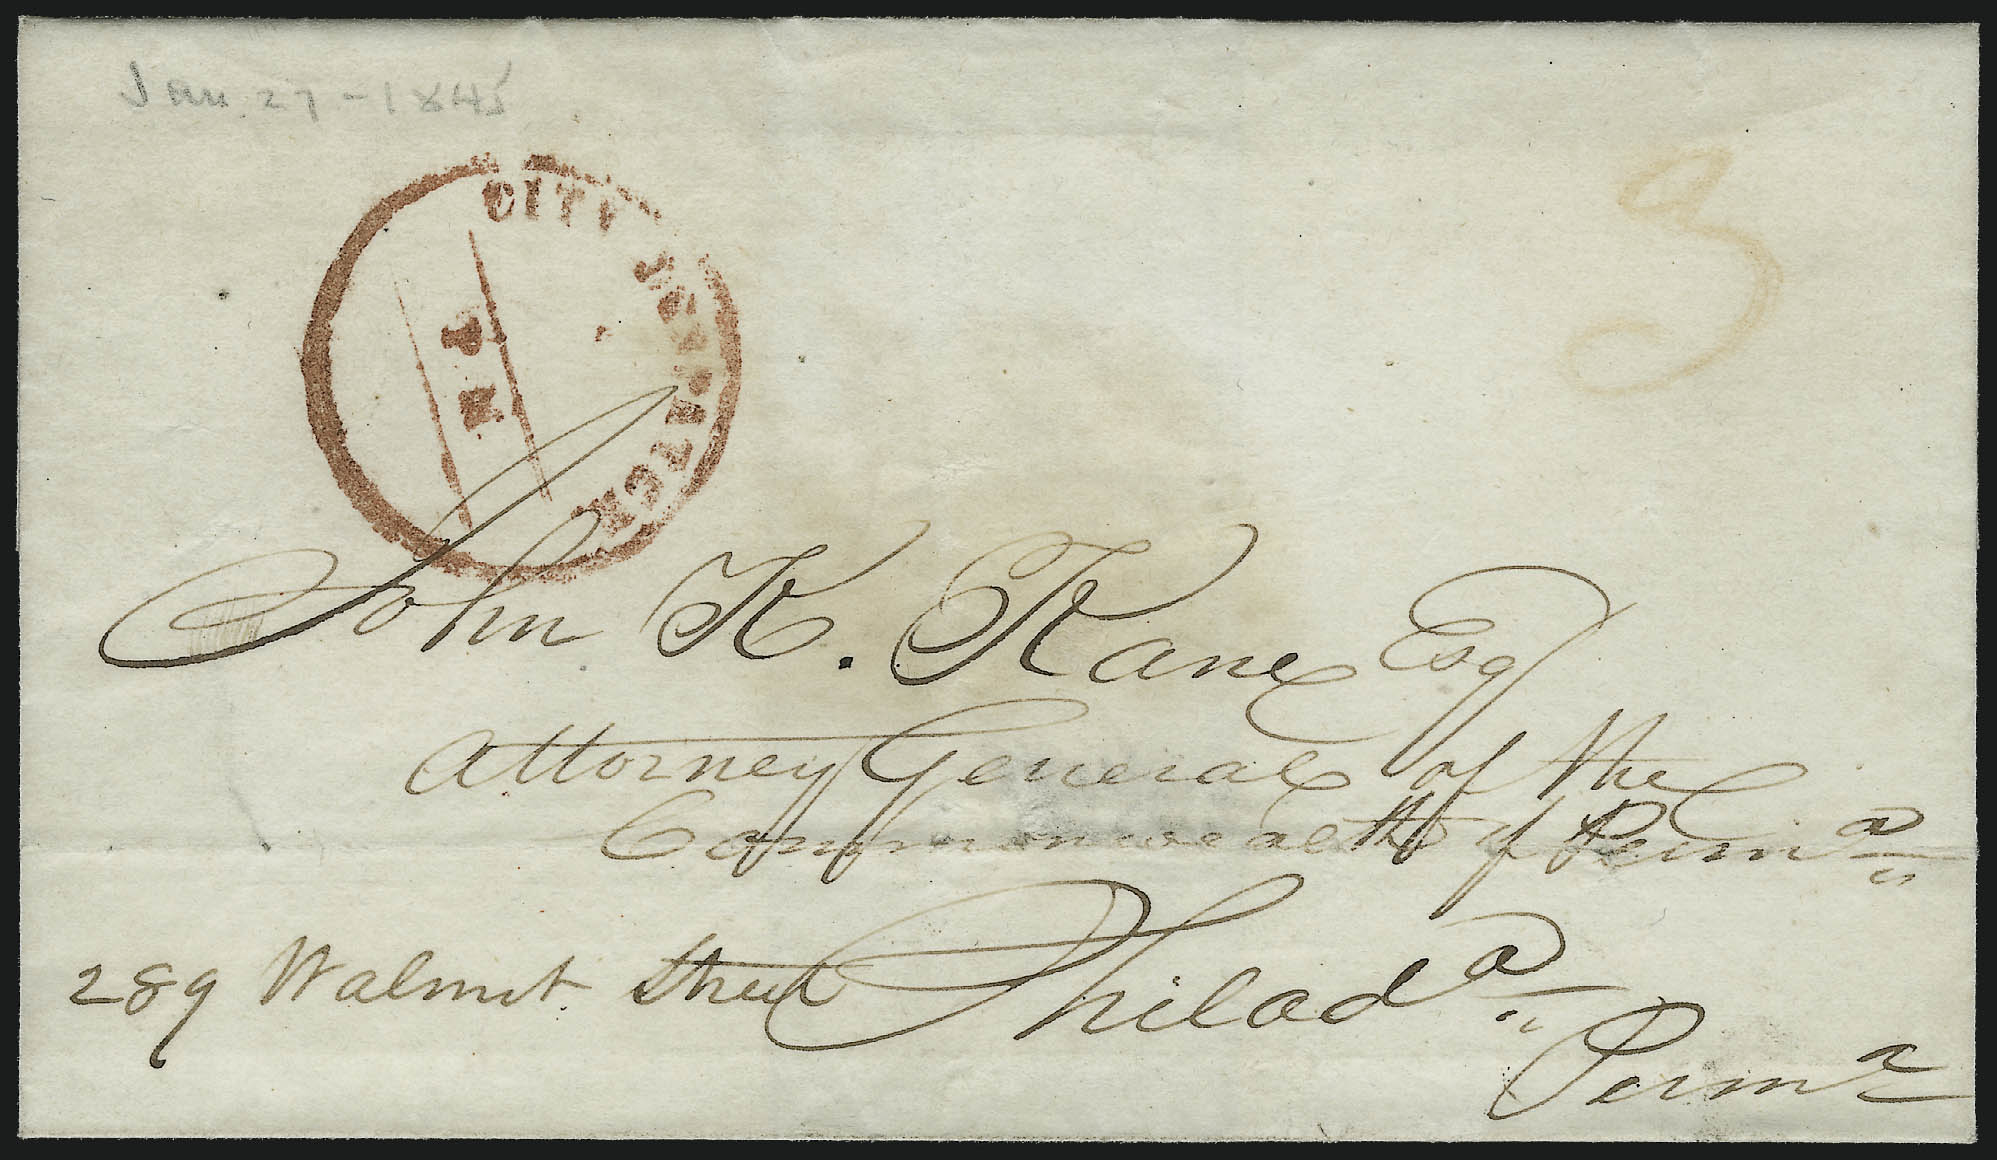 Jan 27 - 1845
3
CITY DESPATCH
John K. Kane Esq
Attorney General of the
Commonwealth of Penna
289 Walnut Street Philada
Penna